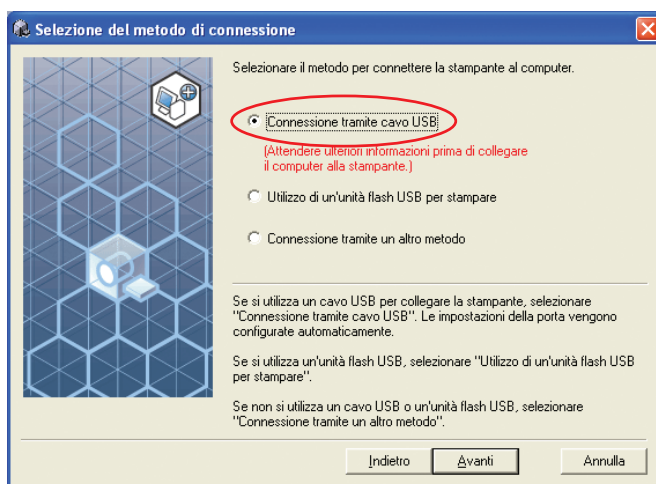 Selezione del metodo di connessione
Selezionare il metodo per connettere la stampante al computer.
Connessione tramite cavo USB
(Attendere ulteriori informazioni prima di collegare
il computer alla stampante.)
Utilizzo di un'unità flash USB per stampare
Connessione tramite un altro metodo
Se si utilizza un cavo USB per collegare la stampante, selezionare
"Connessione tramite cavo USB". Le impostazioni della porta vengono
configurate automaticamente.
Se si utilizza un'unità flash USB, selezionare "Utilizzo di un'unità flash USB
per stampare".
Se non si utilizza un cavo USB o un'unità flash USB, selezionare
"Connessione tramite un altro metodo".
Indietro Avanti Annulla